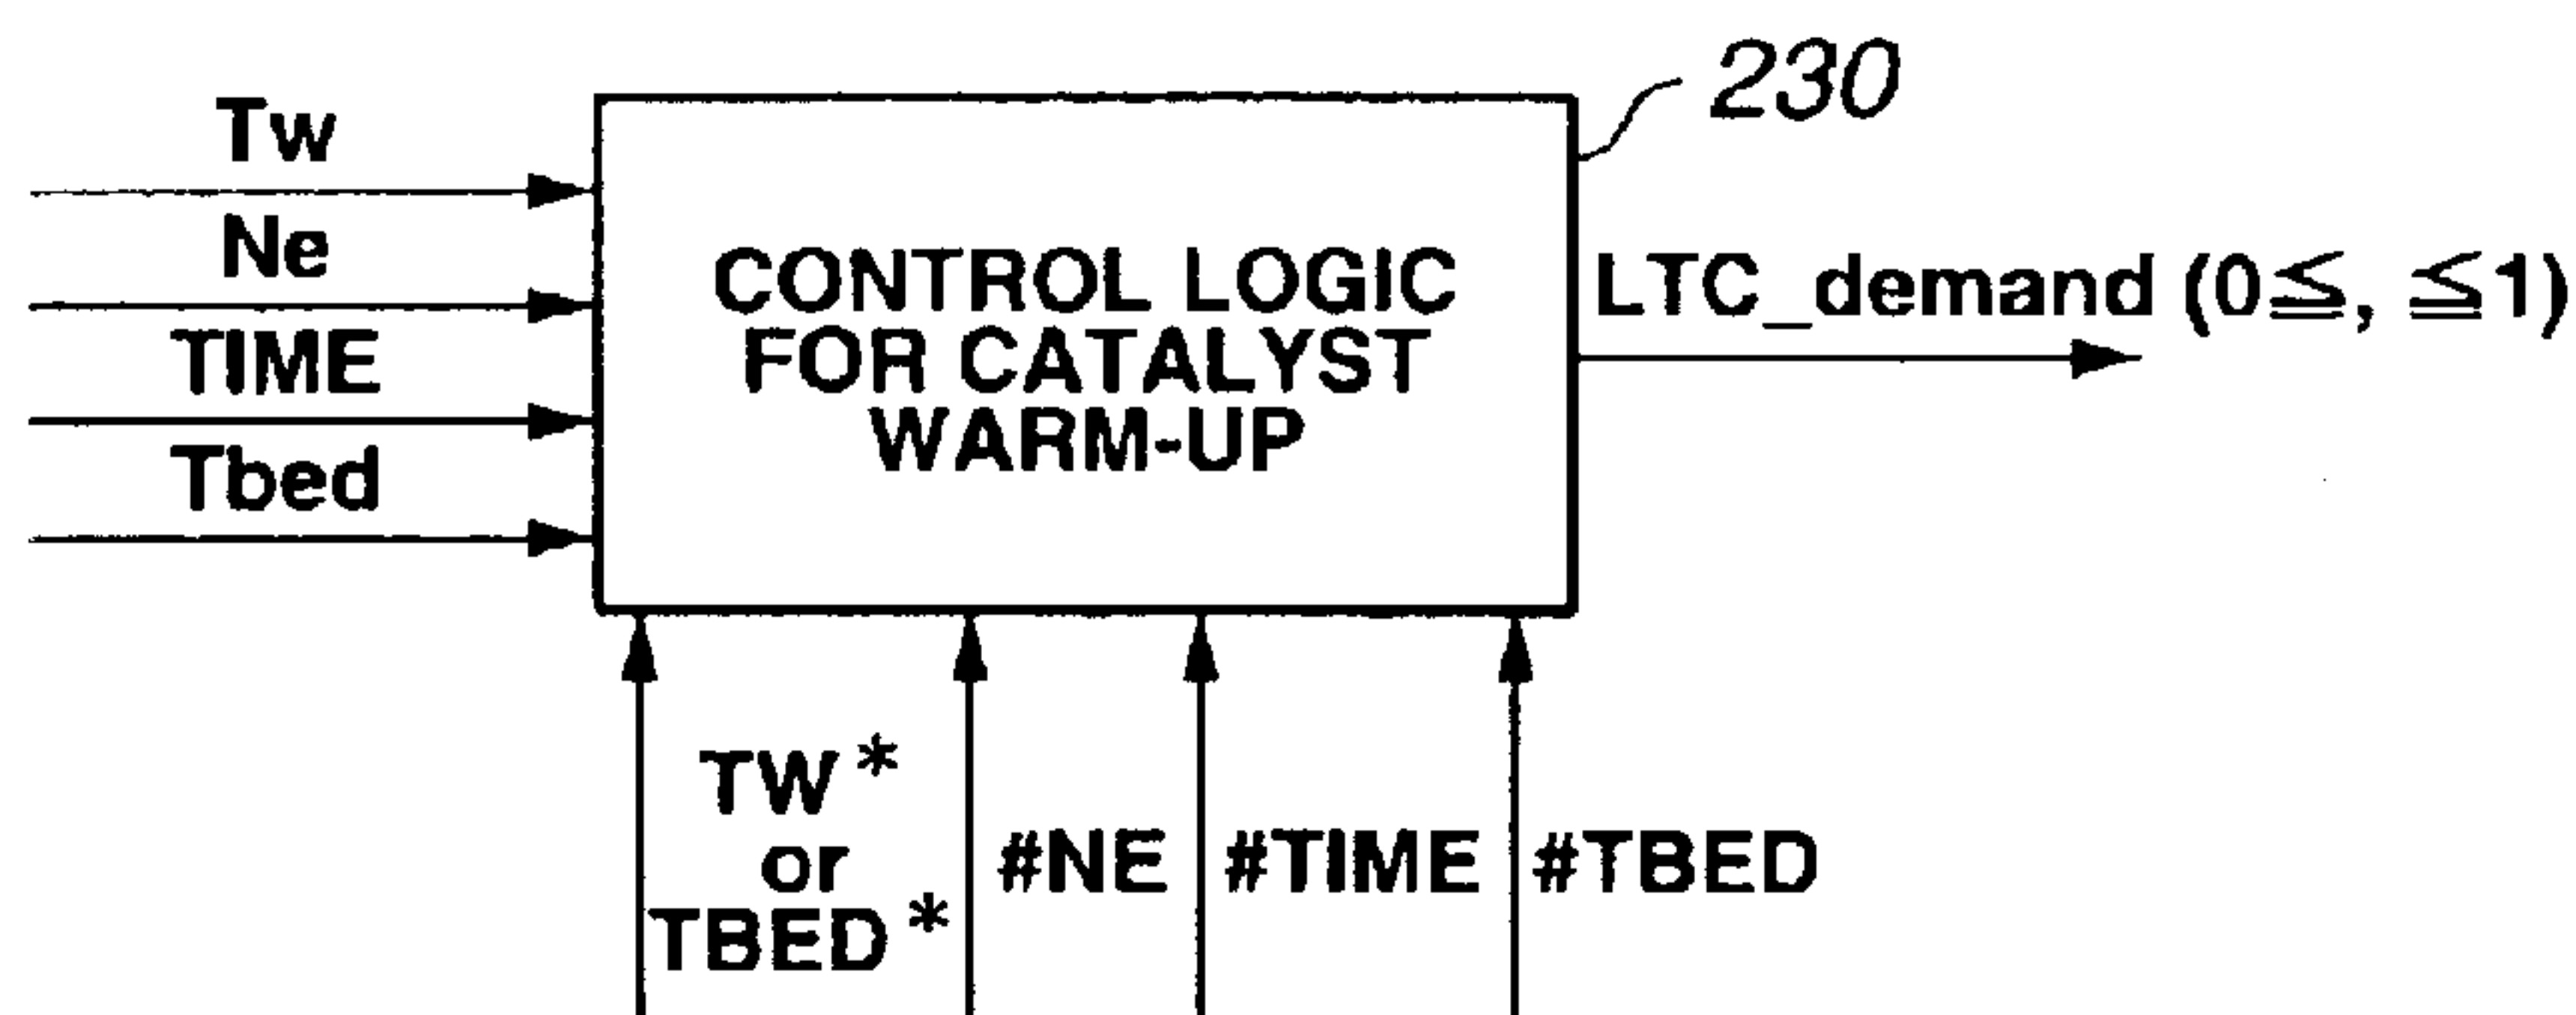 230
Tw
Ne
TIME
Tbed
CONTROL LOGIC
FOR CATALYST
WARM-UP
LTC_demand (0≦, ≦1)
TW*
or
TBED*
#NE
#TIME
#TBED